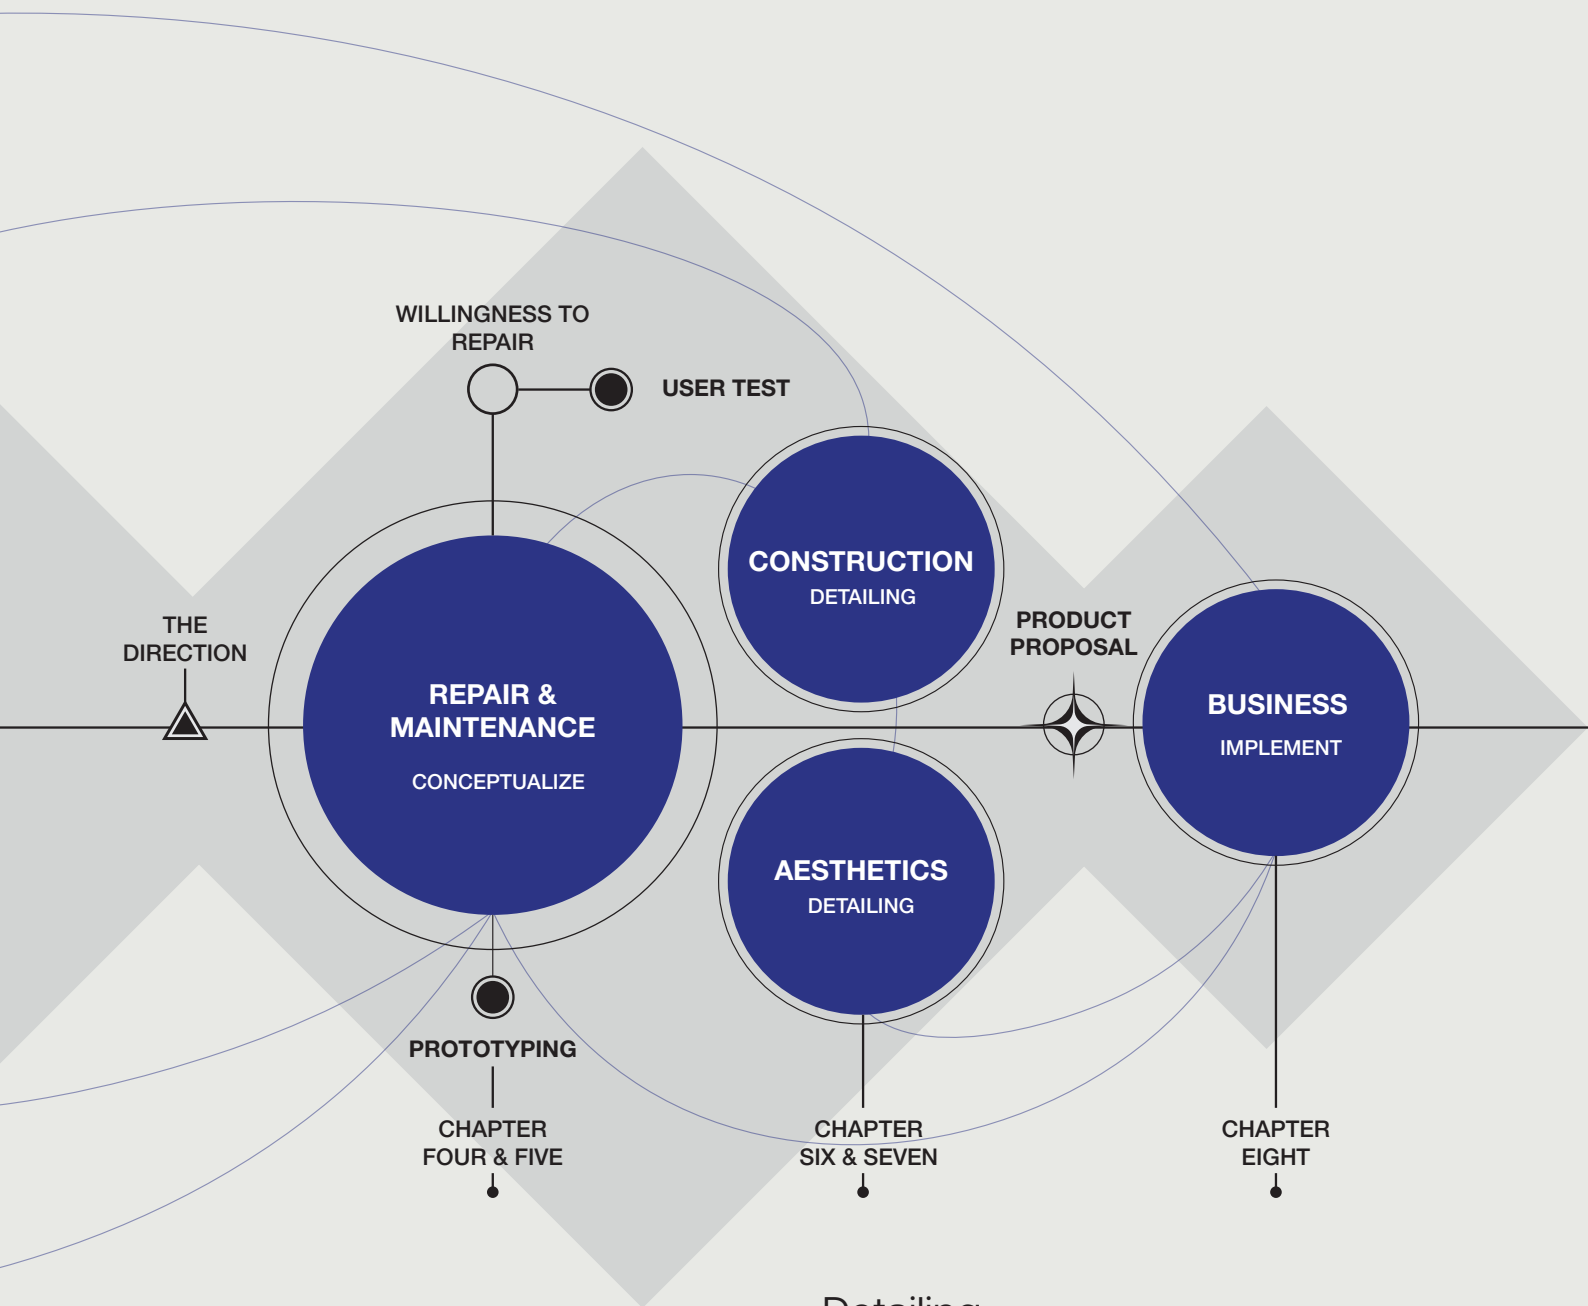 WILLINGNESS TO
REPAIR
USER TEST
CONSTRUCTION
DETAILING
THE
DIRECTION
PRODUCT
PROPOSAL
REPAIR &
MAINTENANCE
CONCEPTUALIZE
BUSINESS
IMPLEMENT
AESTHETICS
DETAILING
PROTOTYPING
CHAPTER
FOUR & FIVE
CHAPTER
SIX & SEVEN
CHAPTER
EIGHT
Detailing